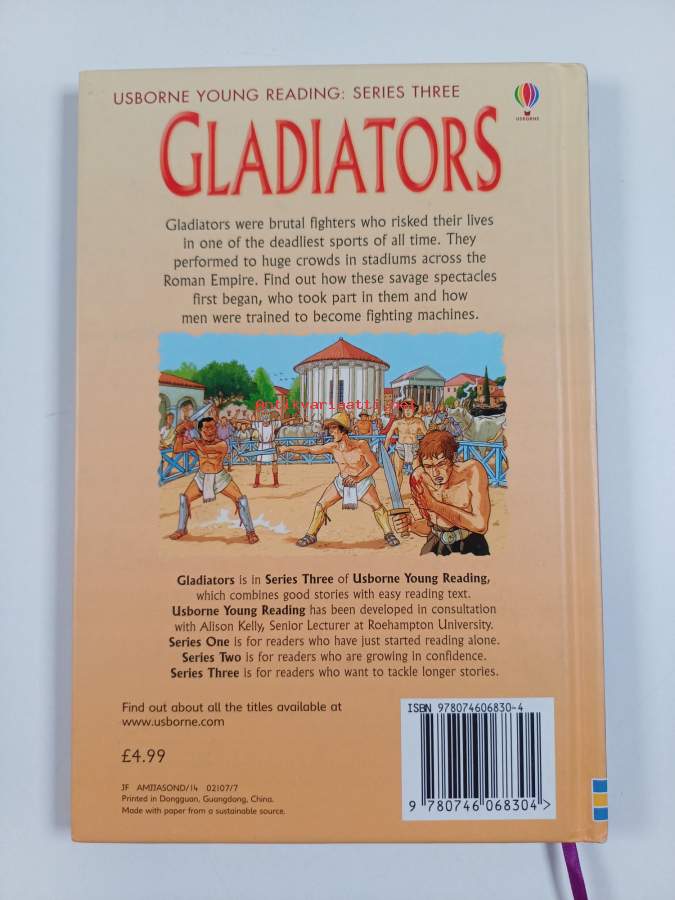 USBORNE YOUNG READING: SERIES THREE
USBORNE
GLADIATORS
Gladiators were brutal fighters who risked their lives
in one of the deadliest sports of all time. They
performed to huge crowds in stadiums across the
Roman Empire. Find out how these savage spectacles
first began, who took part in them and how
men were trained to become fighting machines.
antikvariaatti.net
Gladiators is in Series Three of Usborne Young Reading,
which combines good stories with easy reading text.
Usborne Young Reading has been developed in consultation
with Alison Kelly, Senior Lecturer at Roehampton University.
Series One is for readers who have just started reading alone.
Series Two is for readers who are growing in confidence.
Series Three is for readers who want to tackle longer stories.
Find out about all the titles available at
www.usborne.com
£4.99
JF AMJJASOND/14 02107/7
Printed in Dongguan, Guangdong, China.
Made with paper from a sustainable source.
ISBN 978074606830-4
9 780746 068304 >